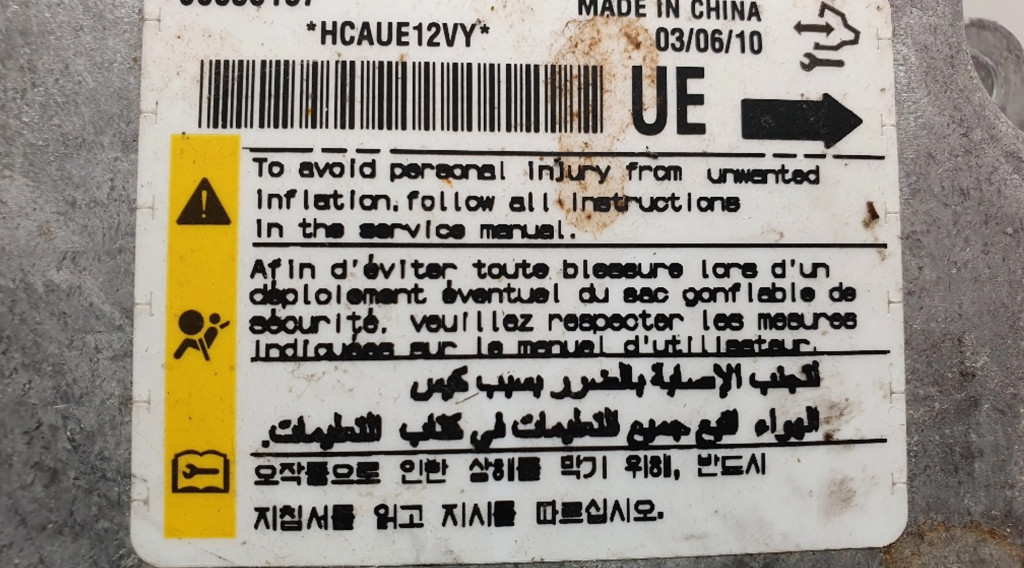 MADE IN CHINA
*HCAUE12VY*
03/06/10
UE
To avoid personal injury from unwanted
inflation, follow all instructions
in the service manual.
Afin d'éviter toute blessure lors d'un
déploiement éventuel du sac gonflable de
sécurité, veuillez respecter les mesures
indiquées sur le manuel d'utilisateur.
لتجنب الإصابة بالضرر بسبب كيس
الهواء اتبع جميع التعليمات في كتاب التعليمات.
오작동으로 인한 상해를 막기 위해, 반드시
지침서를 읽고 지시를 따르십시오.